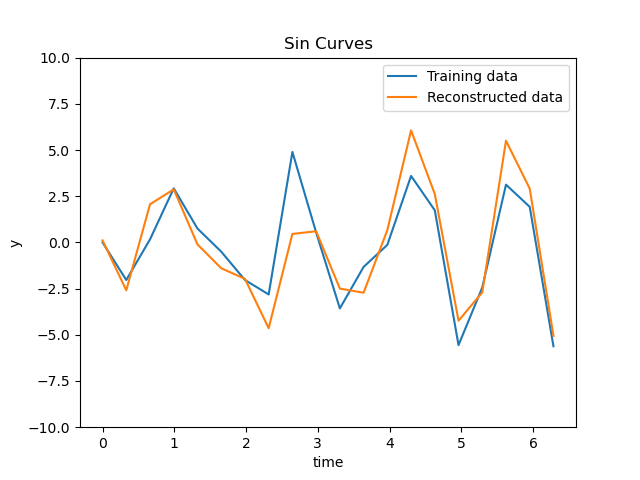 Sin Curves
Training data
Reconstructed data
10.0
7.5
5.0
2.5
0.0
−2.5
−5.0
−7.5
−10.0
y
0 1 2 3 4 5 6
time